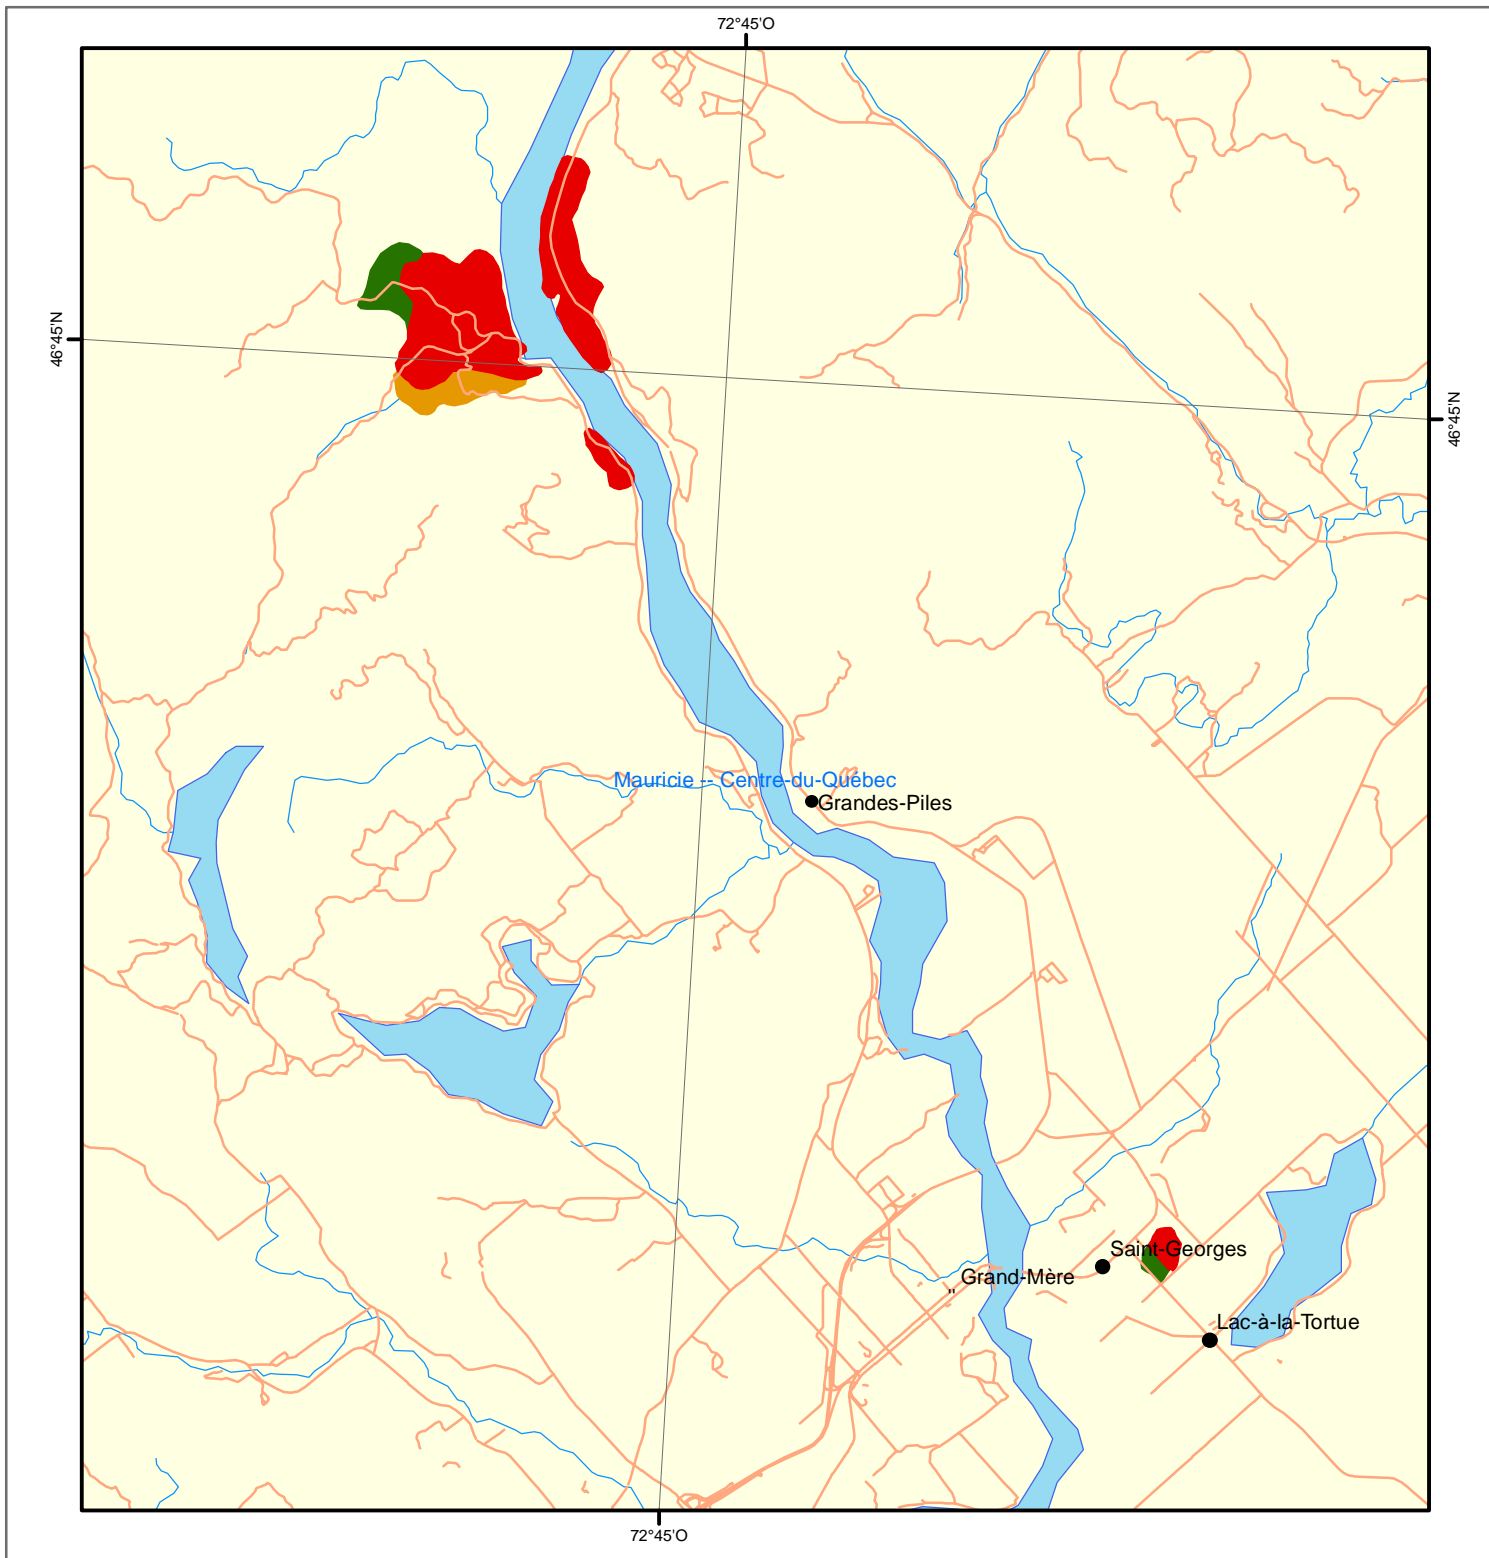 72°45'O
46°45'N
46°45'N
Mauricie -- Centre-du-Québec
Grandes-Piles
Saint-Georges
Grand-Mère
"
Lac-à-la-Tortue
72°45'O